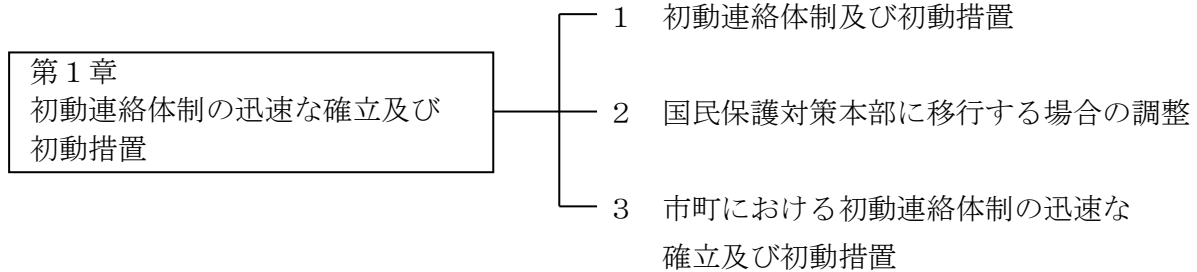 第１章
初動連絡体制の迅速な確立及び
初動措置
１　初動連絡体制及び初動措置
２　国民保護対策本部に移行する場合の調整
３　市町における初動連絡体制の迅速な
確立及び初動措置